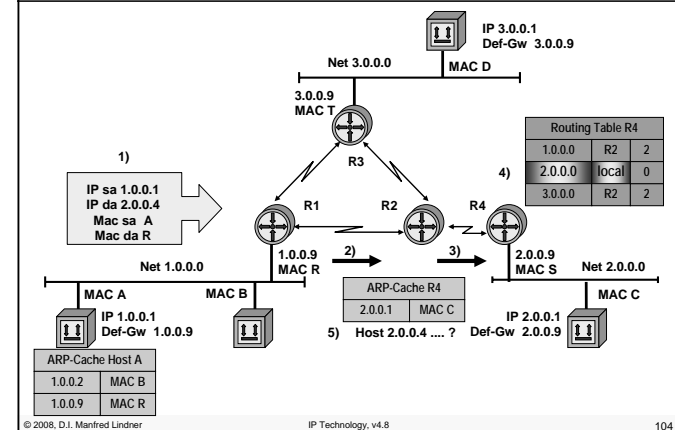 IP 3.0.0.1
Def-Gw 3.0.0.9
Net 3.0.0.0
MAC D
3.0.0.9
MAC T
R3
Routing Table R4
1.0.0.0 R2 2
2.0.0.0 local 0
3.0.0.0 R2 2
1)
4)
IP sa 1.0.0.1
IP da 2.0.0.4
Mac sa A
Mac da R
R1
R2
R4
1.0.0.9
MAC R
2)
3)
2.0.0.9
MAC S
Net 1.0.0.0
Net 2.0.0.0
MAC A
MAC B
MAC C
ARP-Cache R4
2.0.0.1 MAC C
IP 1.0.0.1
Def-Gw 1.0.0.9
5) Host 2.0.0.4 .... ?
IP 2.0.0.1
Def-Gw 2.0.0.9
ARP-Cache Host A
1.0.0.2 MAC B
1.0.0.9 MAC R
© 2008, D.I. Manfred Lindner
IP Technology, v4.8
104